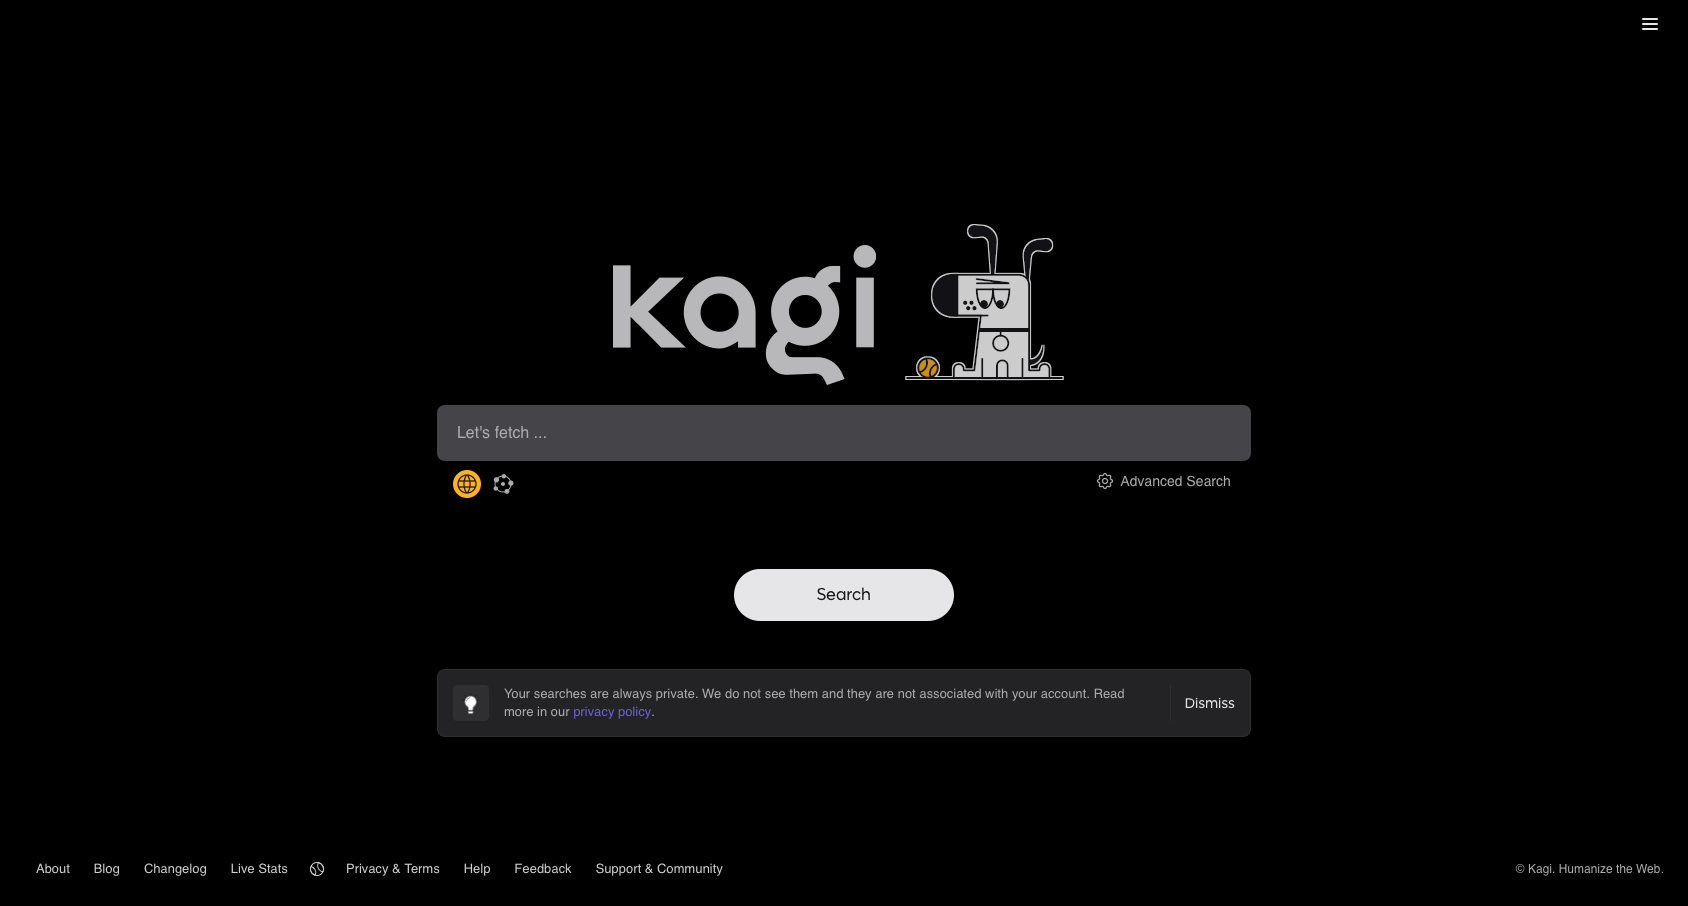 kagi
Let's fetch ...
Advanced Search
Search
Your searches are always private. We do not see them and they are not associated with your account. Read
more in our privacy policy.
Dismiss
About Blog Changelog Live Stats Privacy & Terms Help Feedback Support & Community
© Kagi. Humanize the Web.